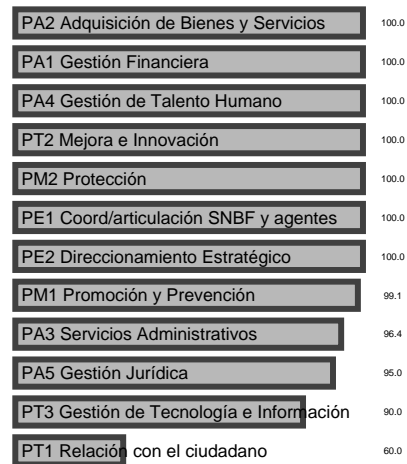 PA2 Adquisición de Bienes y Servicios 100.0
PA1 Gestión Financiera 100.0
PA4 Gestión de Talento Humano 100.0
PT2 Mejora e Innovación 100.0
PM2 Protección 100.0
PE1 Coord/articulación SNBF y agentes 100.0
PE2 Direccionamiento Estratégico 100.0
PM1 Promoción y Prevención 99.1
PA3 Servicios Administrativos 96.4
PA5 Gestión Jurídica 95.0
PT3 Gestión de Tecnología e Información 90.0
PT1 Relación con el ciudadano 60.0